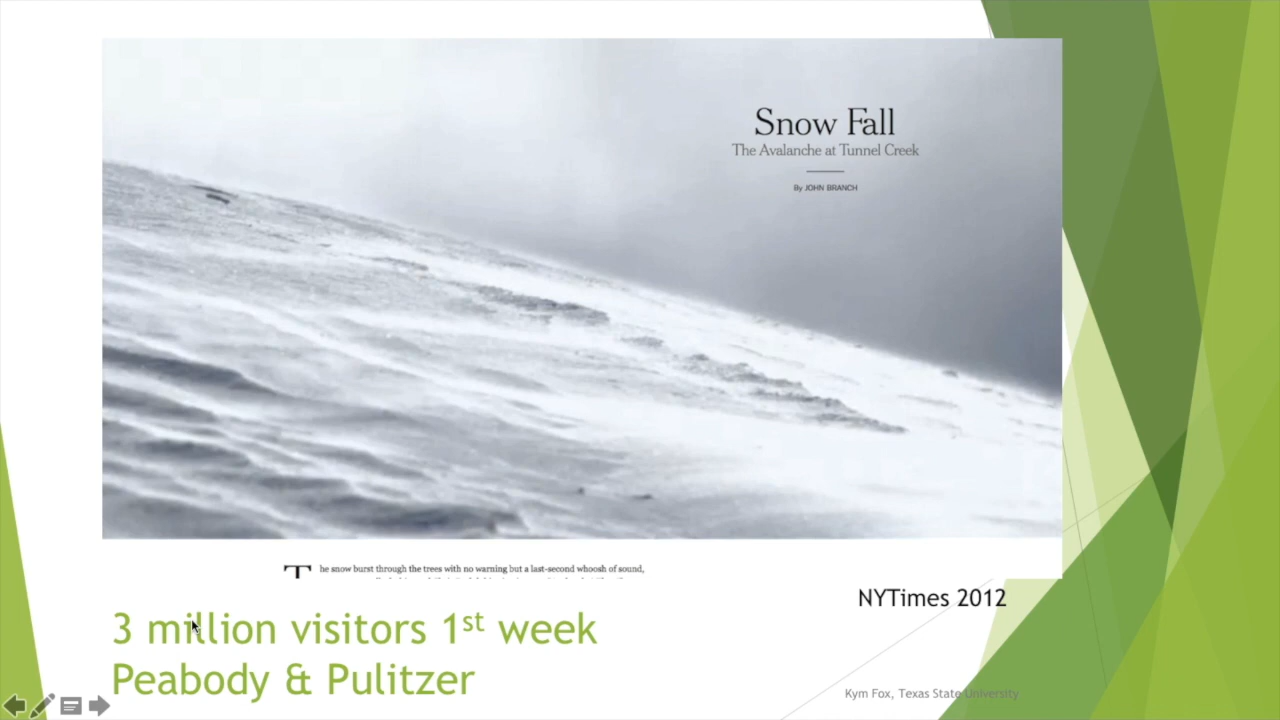 Snow Fall
The Avalanche at Tunnel Creek
By JOHN BRANCH
The snow burst through the trees with no warning but a last-second whoosh of sound,
NYTimes 2012
3 million visitors 1st week
Peabody & Pulitzer
Kym Fox, Texas State University